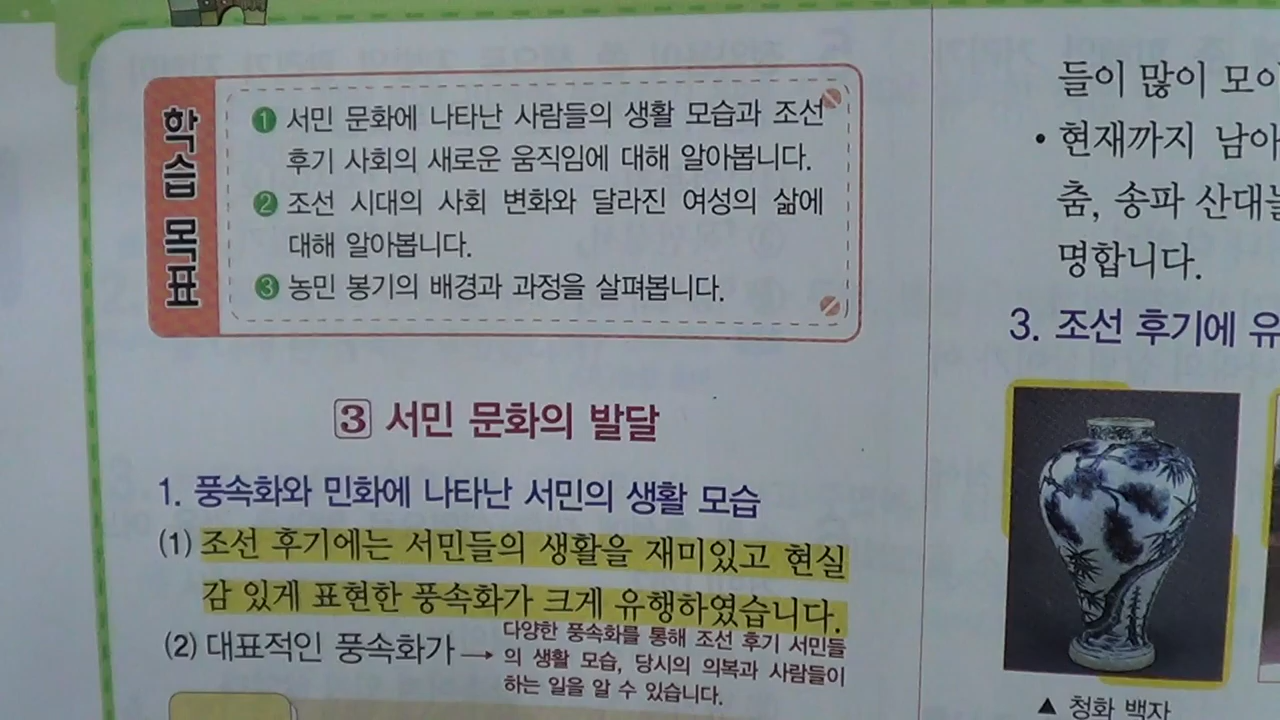 학습 목표
❶ 서민 문화에 나타난 사람들의 생활 모습과 조선
후기 사회의 새로운 움직임에 대해 알아봅니다.
❷ 조선 시대의 사회 변화와 달라진 여성의 삶에
대해 알아봅니다.
❸ 농민 봉기의 배경과 과정을 살펴봅니다.
3 서민 문화의 발달
1. 풍속화와 민화에 나타난 서민의 생활 모습
(1) 조선 후기에는 서민들의 생활을 재미있고 현실
감 있게 표현한 풍속화가 크게 유행하였습니다.
(2) 대표적인 풍속화가 →
다양한 풍속화를 통해 조선 후기 서민들
의 생활 모습, 당시의 의복과 사람들이
하는 일을 알 수 있습니다.
들이 많이 모이
• 현재까지 남아
춤, 송파 산대놀
명합니다.
3. 조선 후기에 유
▲ 청화 백자